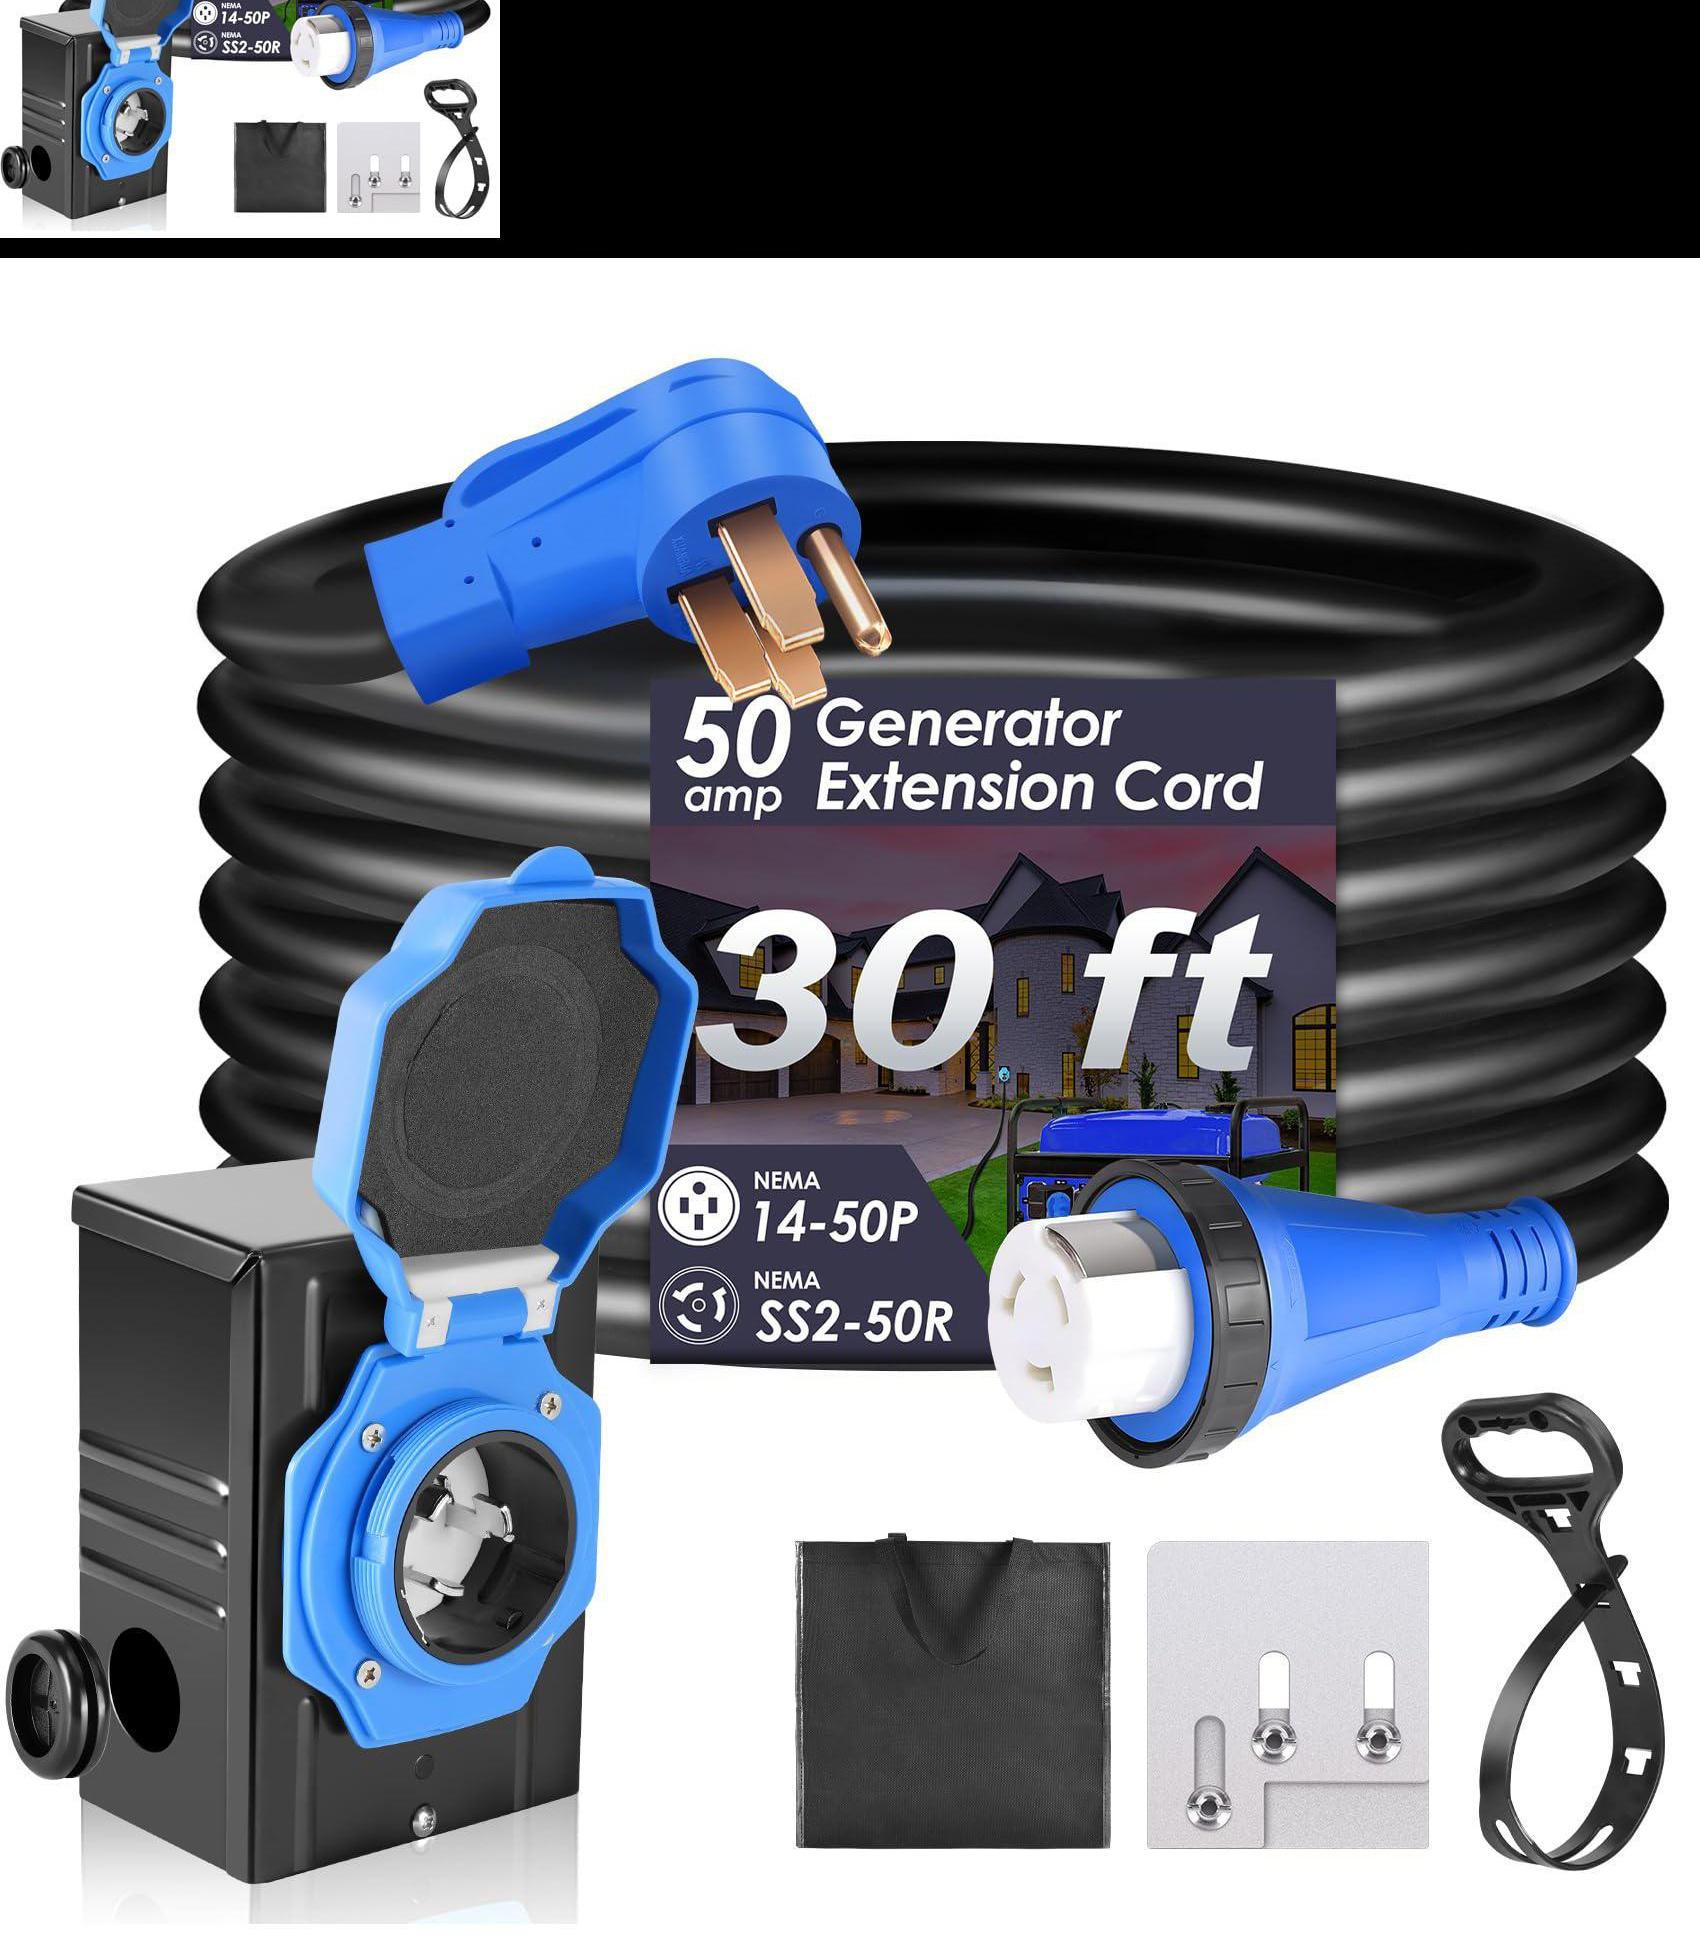 NEMA
14-50P
NEMA
SS2-50R
50
amp
Generator
Extension Cord
30 ft
NEMA
14-50P
NEMA
SS2-50R